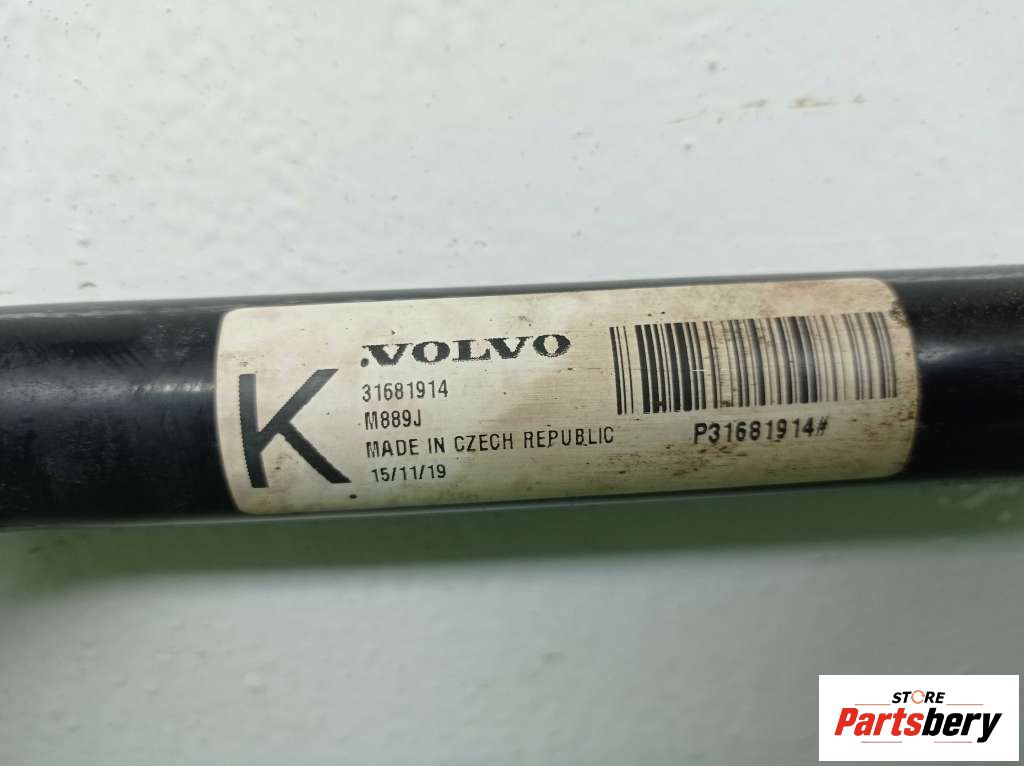 K
VOLVO
31681914
M889J
MADE IN CZECH REPUBLIC
15/11/19
P31681914#
STORE
Partsbery